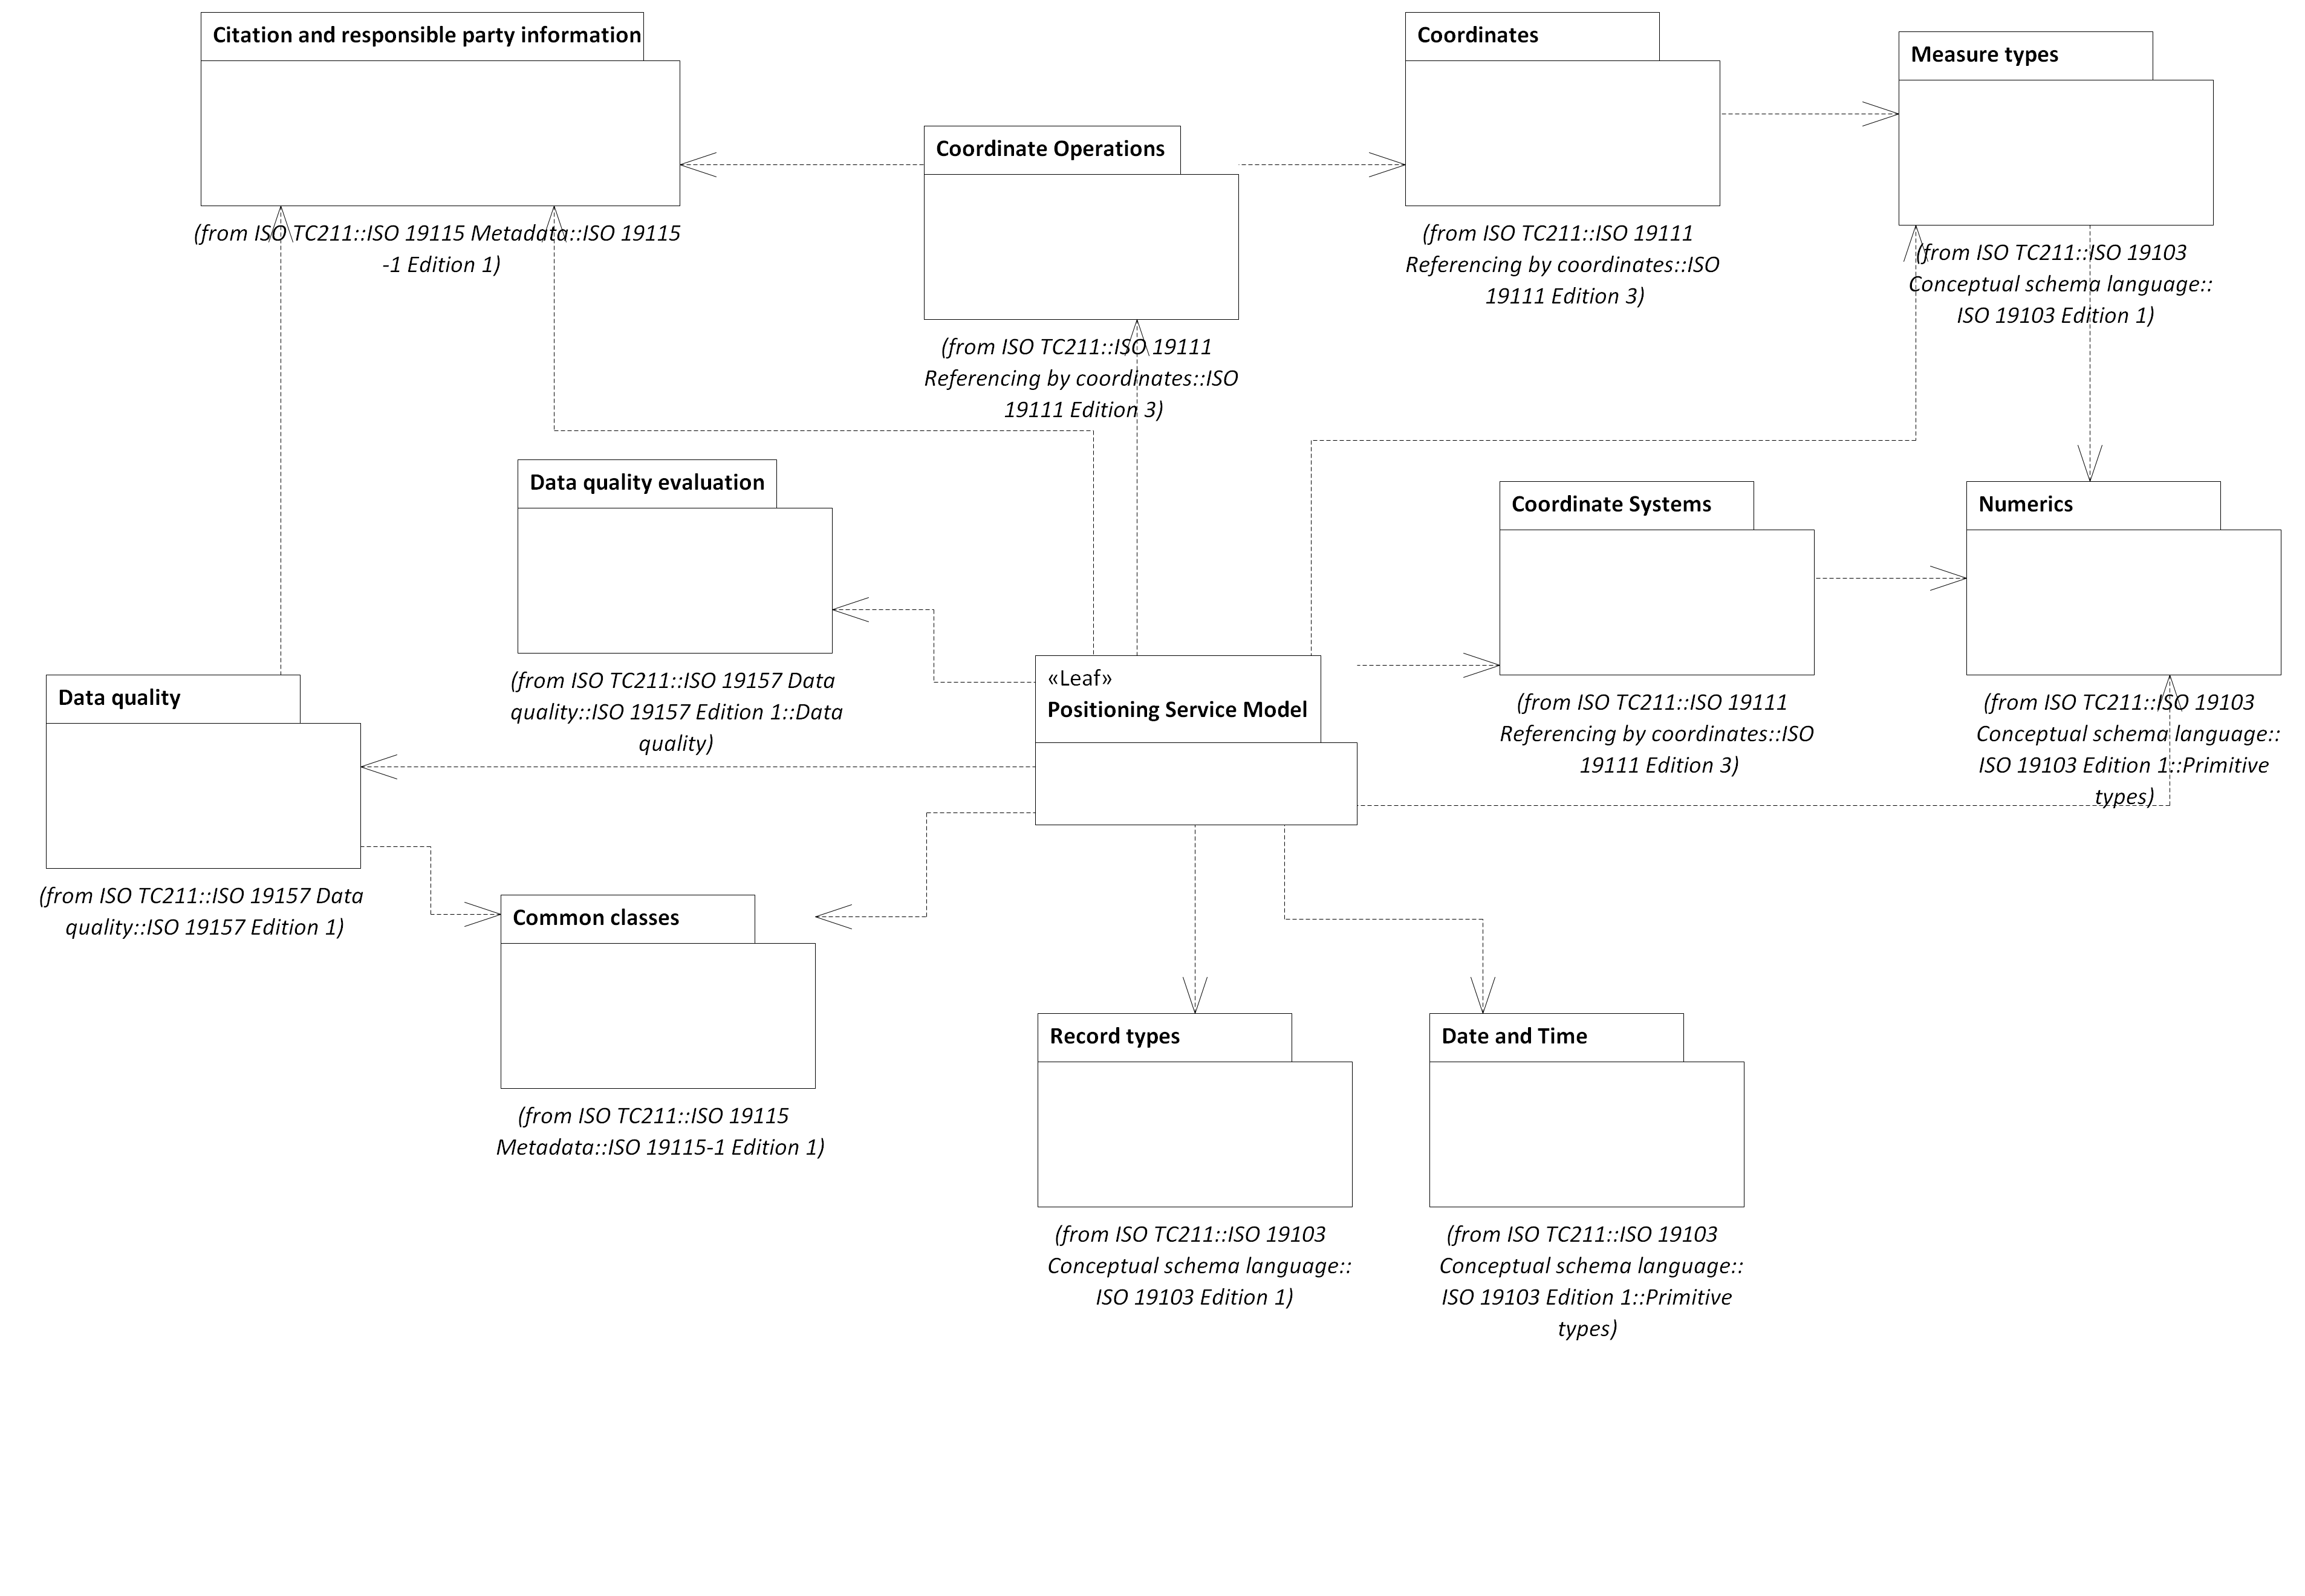 Citation and responsible party information
(from ISO TC211::ISO 19115 Metadata::ISO 19115
-1 Edition 1)
Coordinate Operations
(from ISO TC211::ISO 19111
Referencing by coordinates::ISO
19111 Edition 3)
Coordinates
(from ISO TC211::ISO 19111
Referencing by coordinates::ISO
19111 Edition 3)
Measure types
(from ISO TC211::ISO 19103
Conceptual schema language::
ISO 19103 Edition 1)
Data quality evaluation
(from ISO TC211::ISO 19157 Data
quality::ISO 19157 Edition 1::Data
quality)
Coordinate Systems
(from ISO TC211::ISO 19111
Referencing by coordinates::ISO
19111 Edition 3)
Numerics
(from ISO TC211::ISO 19103
Conceptual schema language::
ISO 19103 Edition 1::Primitive
types)
«Leaf»
Positioning Service Model
Data quality
(from ISO TC211::ISO 19157 Data
quality::ISO 19157 Edition 1)
Common classes
(from ISO TC211::ISO 19115
Metadata::ISO 19115-1 Edition 1)
Record types
(from ISO TC211::ISO 19103
Conceptual schema language::
ISO 19103 Edition 1)
Date and Time
(from ISO TC211::ISO 19103
Conceptual schema language::
ISO 19103 Edition 1::Primitive
types)